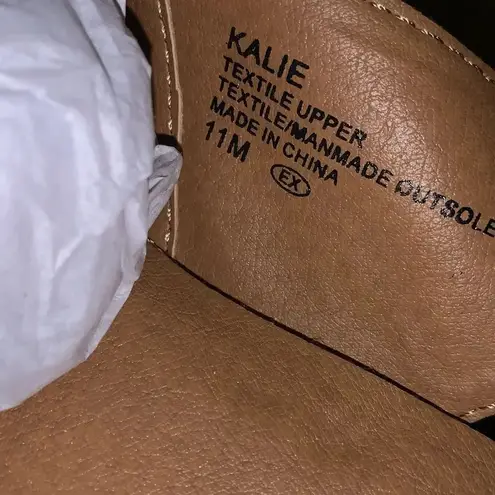 KALIE
TEXTILE UPPER
TEXTILE/MANMADE OUTSOLE
MADE IN CHINA
11M
EX